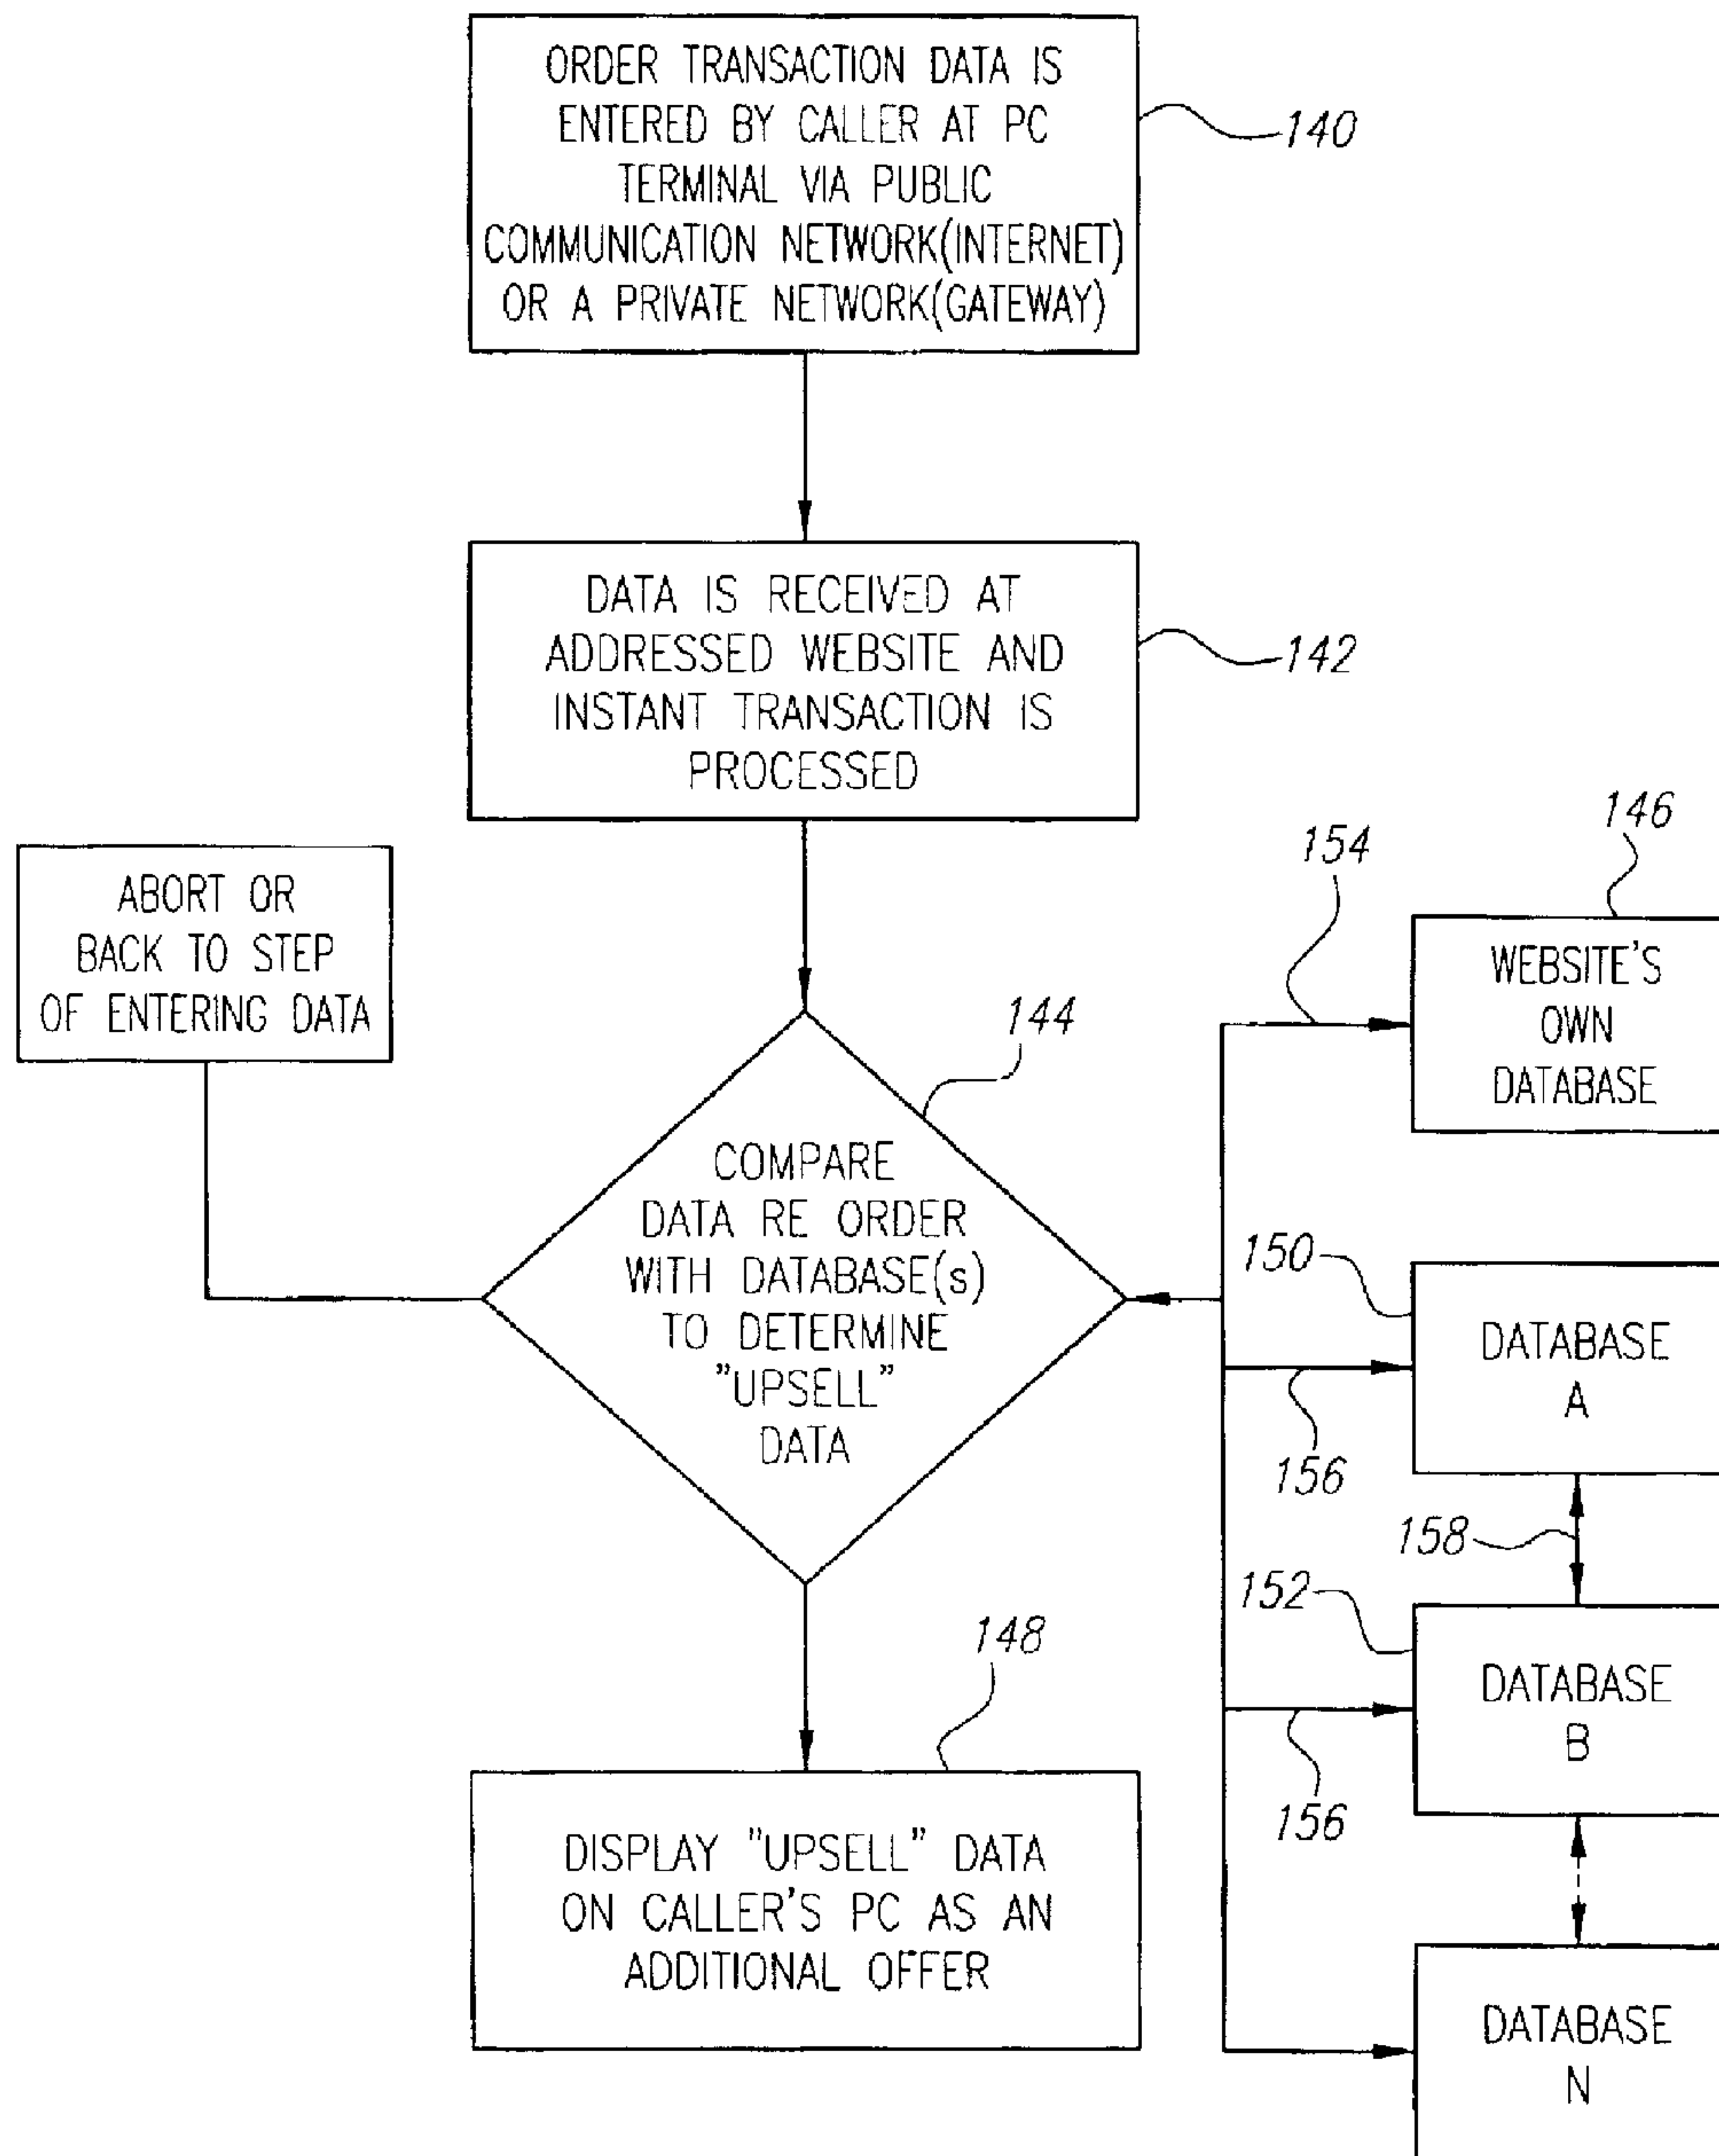 ORDER TRANSACTION DATA IS
ENTERED BY CALLER AT PC
TERMINAL VIA PUBLIC
COMMUNICATION NETWORK(INTERNET)
OR A PRIVATE NETWORK(GATEWAY)
140
DATA IS RECEIVED AT
ADDRESSED WEBSITE AND
INSTANT TRANSACTION IS
PROCESSED
142
ABORT OR
BACK TO STEP
OF ENTERING DATA
144
COMPARE
DATA RE ORDER
WITH DATABASE(s)
TO DETERMINE
"UPSELL"
DATA
154
146
WEBSITE'S
OWN
DATABASE
150
DATABASE
A
156
158
152
DATABASE
B
156
148
DISPLAY "UPSELL" DATA
ON CALLER'S PC AS AN
ADDITIONAL OFFER
DATABASE
N